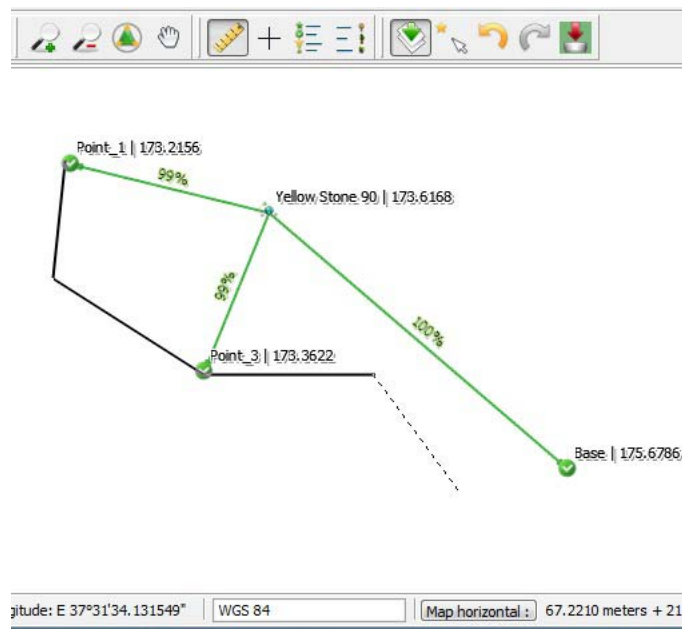 Point_1 | 173.2156
99%
Yellow Stone 90 | 173.6168
99%
100%
Point_3 | 173.3622
Base | 175.6786
gitude: E 37°31'34.131549" WGS 84 Map horizontal : 67.2210 meters + 21